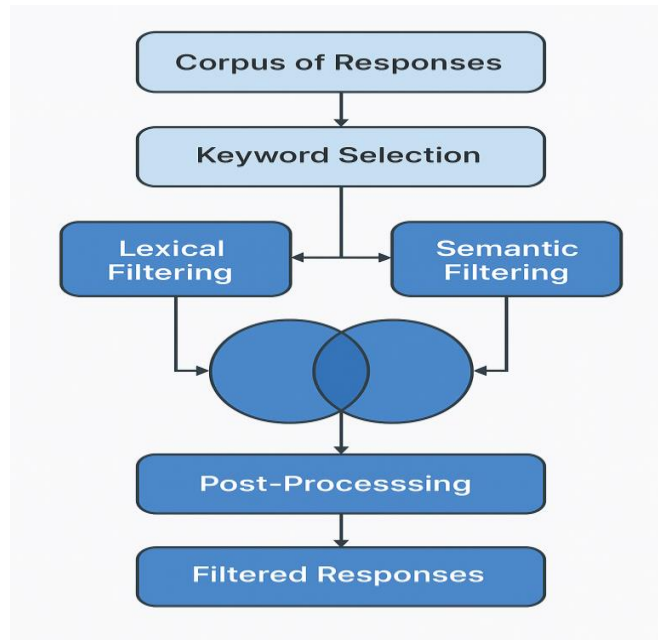 Corpus of Responses
Keyword Selection
Lexical
Filtering
Semantic
Filtering
Post-Processsing
Filtered Responses